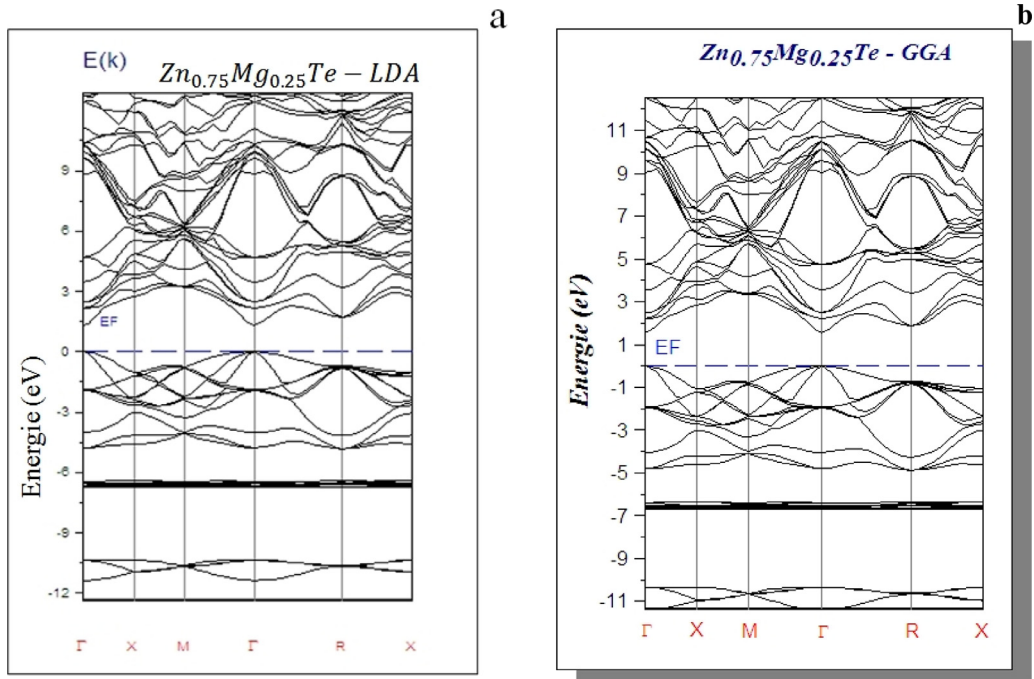 a
E(k)
Zn0.75Mg0.25Te – LDA
9
6
3
EF
0
-3
-6
-9
-12
Energie (eV)
Γ X M Γ R X
b
Zn0.75Mg0.25Te - GGA
11
9
7
5
3
1
EF
-1
-3
-5
-7
-9
-11
Energie (eV)
Γ X M Γ R X